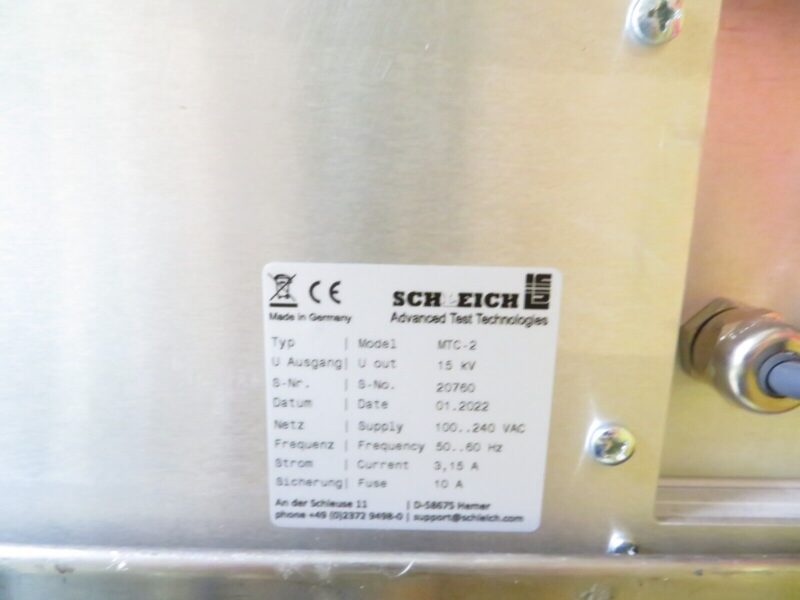 SCHLEICH
Made in Germany
Advanced Test Technologies
Typ | Model MTC-2
U Ausgang| U out 15 kV
S-Nr. | S-No. 20760
Datum | Date 01.2022
Netz | Supply 100..240 VAC
Frequenz | Frequency 50..60 Hz
Strom | Current 3,15 A
Sicherung| Fuse 10 A
An der Schleuse 11 | D-58675 Hemer
phone +49 (0)2372 9498-0 | support@schleich.com